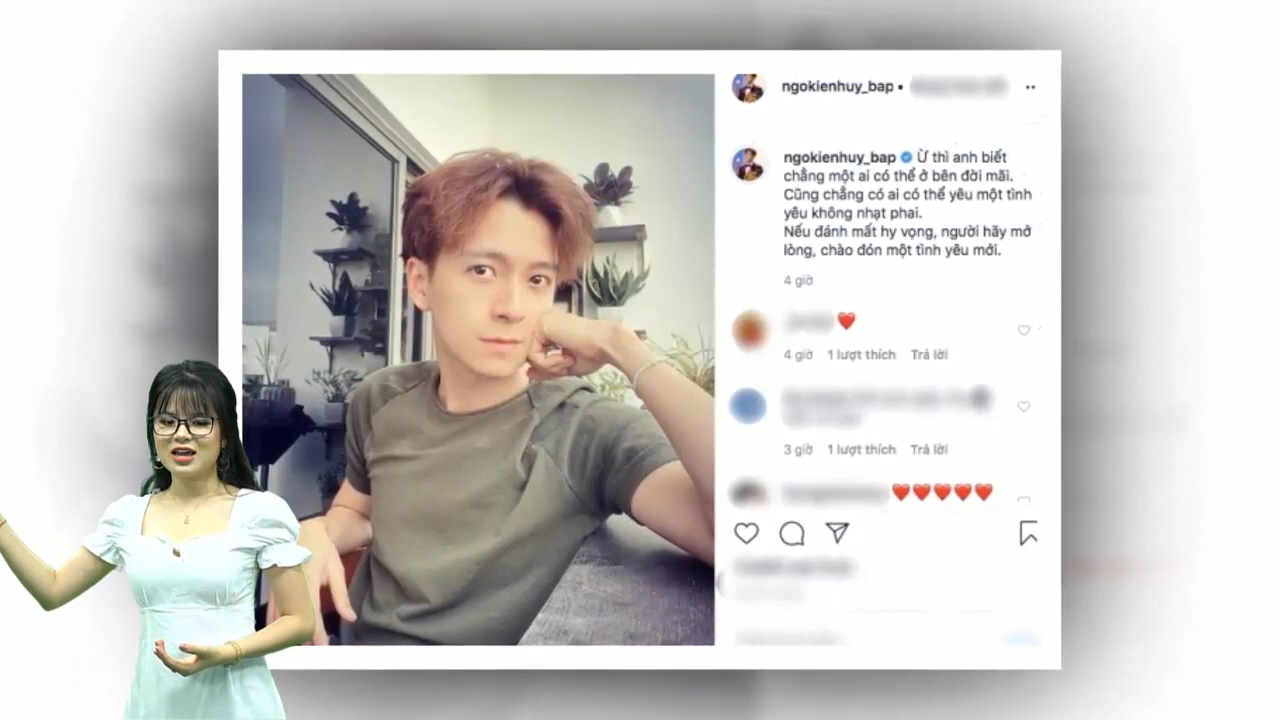 ngokienhuy_bap •
ngokienhuy_bap Ừ thì anh biết
chẳng một ai có thể ở bên đời mãi.
Cũng chẳng có ai có thể yêu một tình
yêu không nhạt phai.
Nếu đánh mất hy vọng, người hãy mở
lòng, chào đón một tình yêu mới.
4 giờ
4 giờ 1 lượt thích Trả lời
3 giờ 1 lượt thích Trả lời